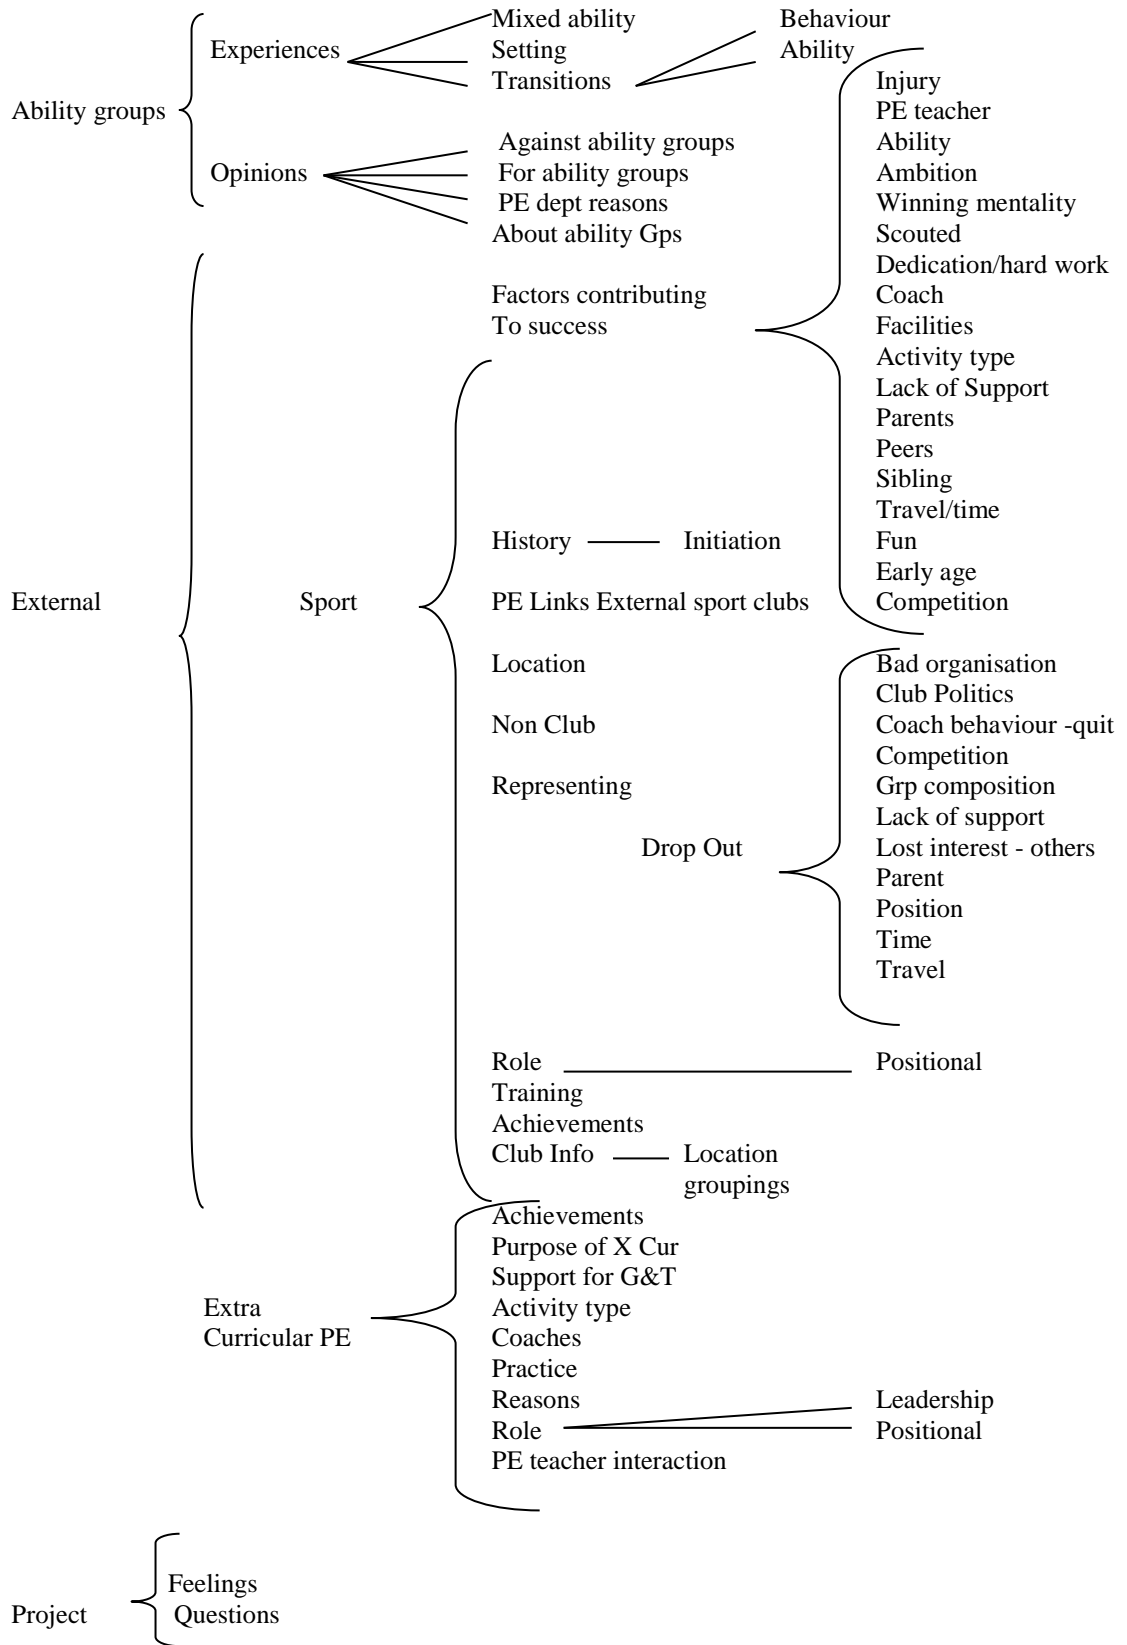 Mixed ability
Behaviour
Experiences
Setting
Ability
Transitions
Injury
Ability groups
PE teacher
Against ability groups
Ability
Opinions
For ability groups
Ambition
PE dept reasons
Winning mentality
About ability Gps
Scouted
Dedication/hard work
Factors contributing
Coach
To success
Facilities
Activity type
Lack of Support
Parents
Peers
Sibling
Travel/time
History
Initiation
Fun
Early age
External
Sport
PE Links External sport clubs
Competition
Location
Bad organisation
Club Politics
Non Club
Coach behaviour -quit
Competition
Representing
Grp composition
Lack of support
Drop Out
Lost interest - others
Parent
Position
Time
Travel
Role
Positional
Training
Achievements
Club Info
Location
groupings
Achievements
Purpose of X Cur
Support for G&T
Extra
Activity type
Curricular PE
Coaches
Practice
Reasons
Leadership
Role
Positional
PE teacher interaction
Feelings
Project
Questions